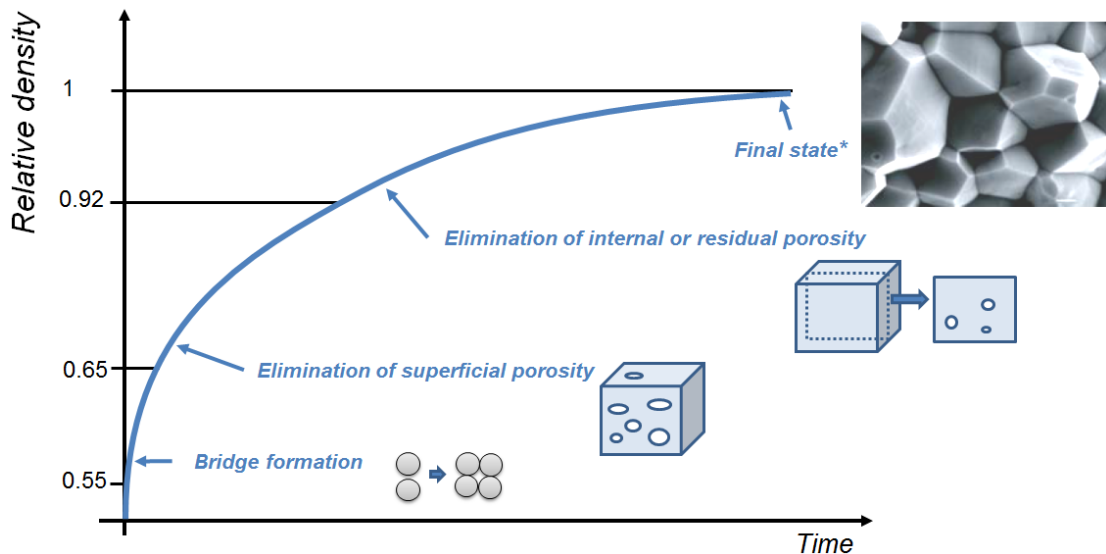 Relative density
1
Final state*
0.92
Elimination of internal or residual porosity
0.65
Elimination of superficial porosity
Bridge formation
0.55
Time